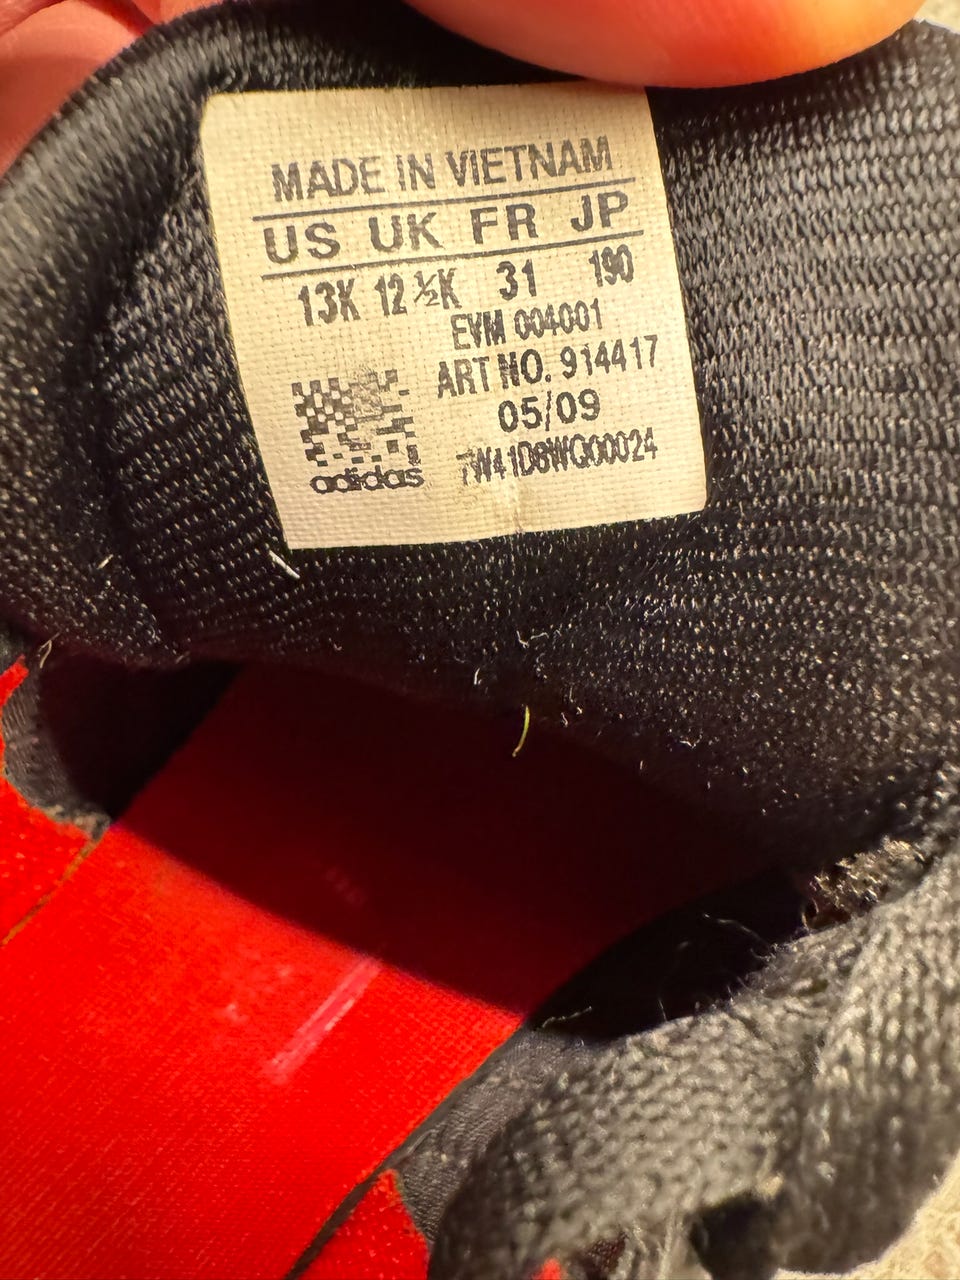 MADE IN VIETNAM
US UK FR JP
13K 12 ½K 31 190
EVM 004001
ART NO. 914417
05/09
adidas